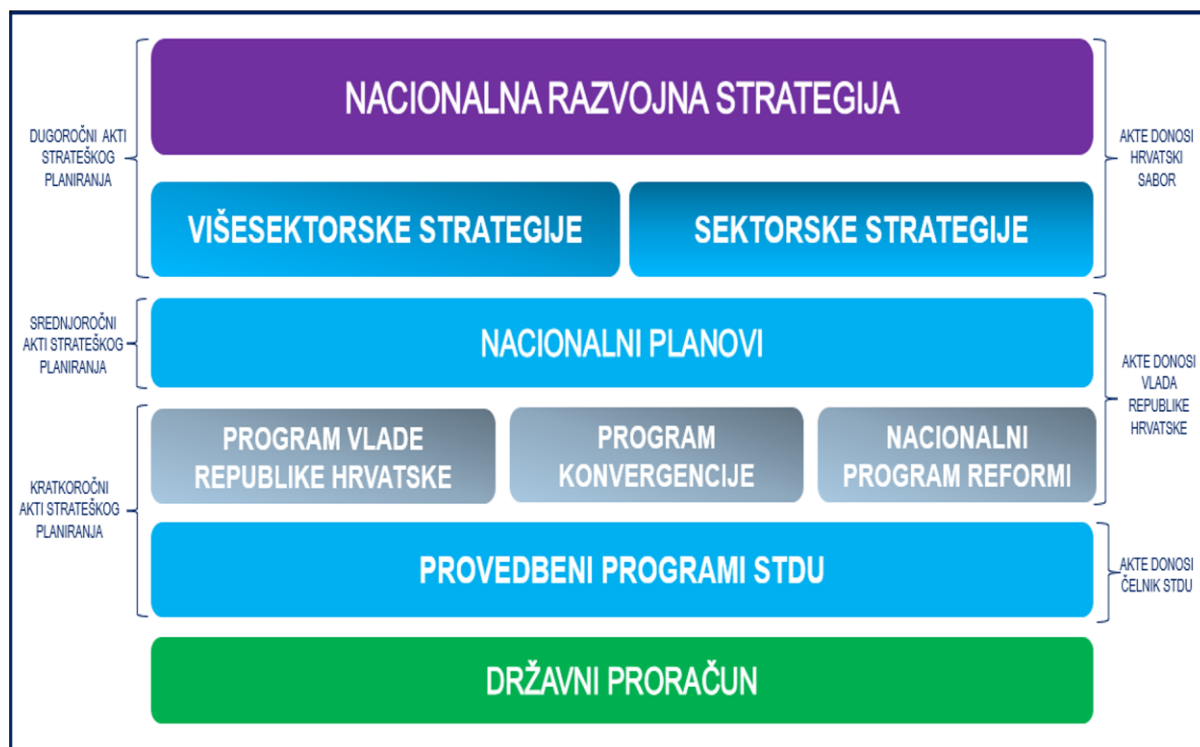 NACIONALNA RAZVOJNA STRATEGIJA
DUGOROČNI AKTI
STRATEŠKOG
PLANIRANJA
AKTE DONOSI
HRVATSKI
SABOR
VIŠESEKTORSKE STRATEGIJE
SEKTORSKE STRATEGIJE
SREDNJOROČNI
AKTI STRATEŠKOG
PLANIRANJA
NACIONALNI PLANOVI
AKTE DONOSI
VLADA
REPUBLIKE
HRVATSKE
PROGRAM VLADE
REPUBLIKE HRVATSKE
PROGRAM
KONVERGENCIJE
NACIONALNI
PROGRAM REFORMI
KRATKOROČNI
AKTI STRATEŠKOG
PLANIRANJA
PROVEDBENI PROGRAMI STDU
AKTE DONOSI
ČELNIK STDU
DRŽAVNI PRORAČUN